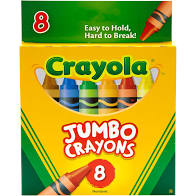 8
Easy to Hold,
Hard to Break!
Crayola
JUMBO
CRAYONS
8